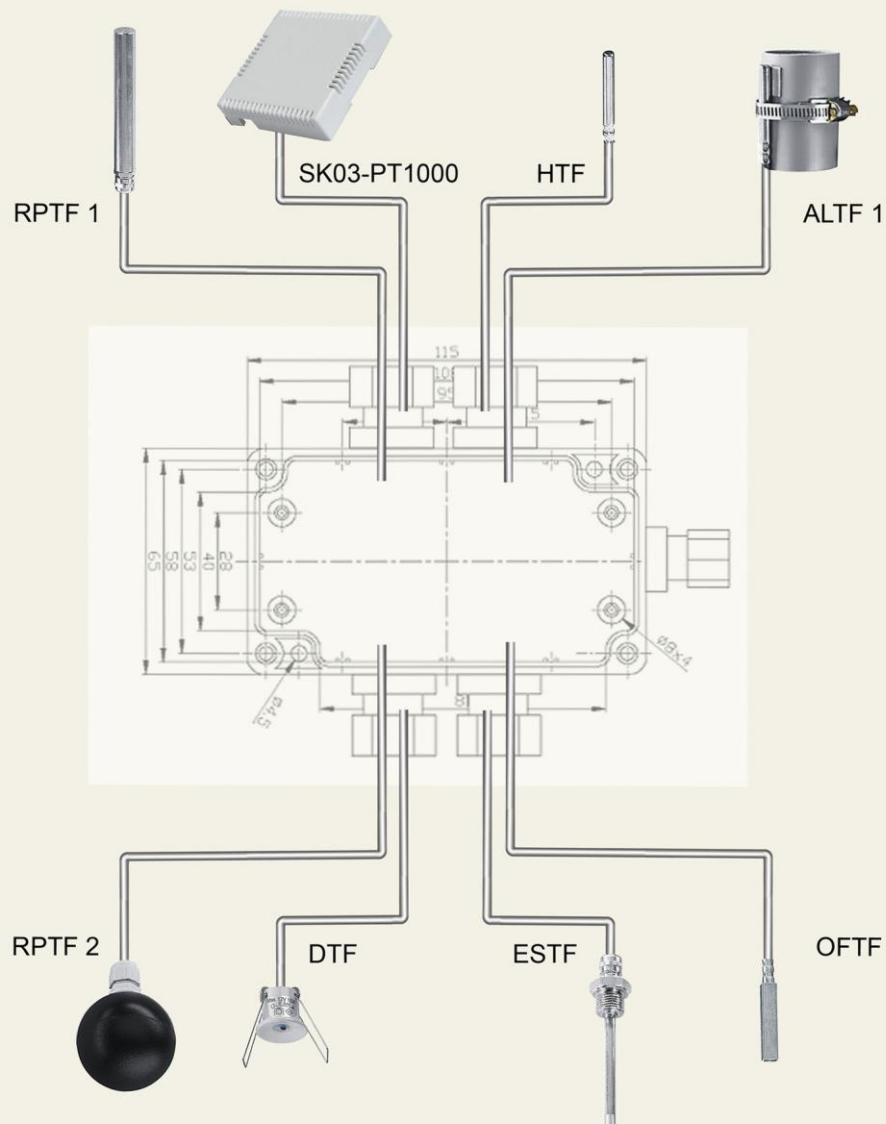 SK03-PT1000
HTF
RPTF 1
ALTF 1
115
65
58
53
40
28
Ø8x4
Ø4.5
RPTF 2
DTF
ESTF
OFTF